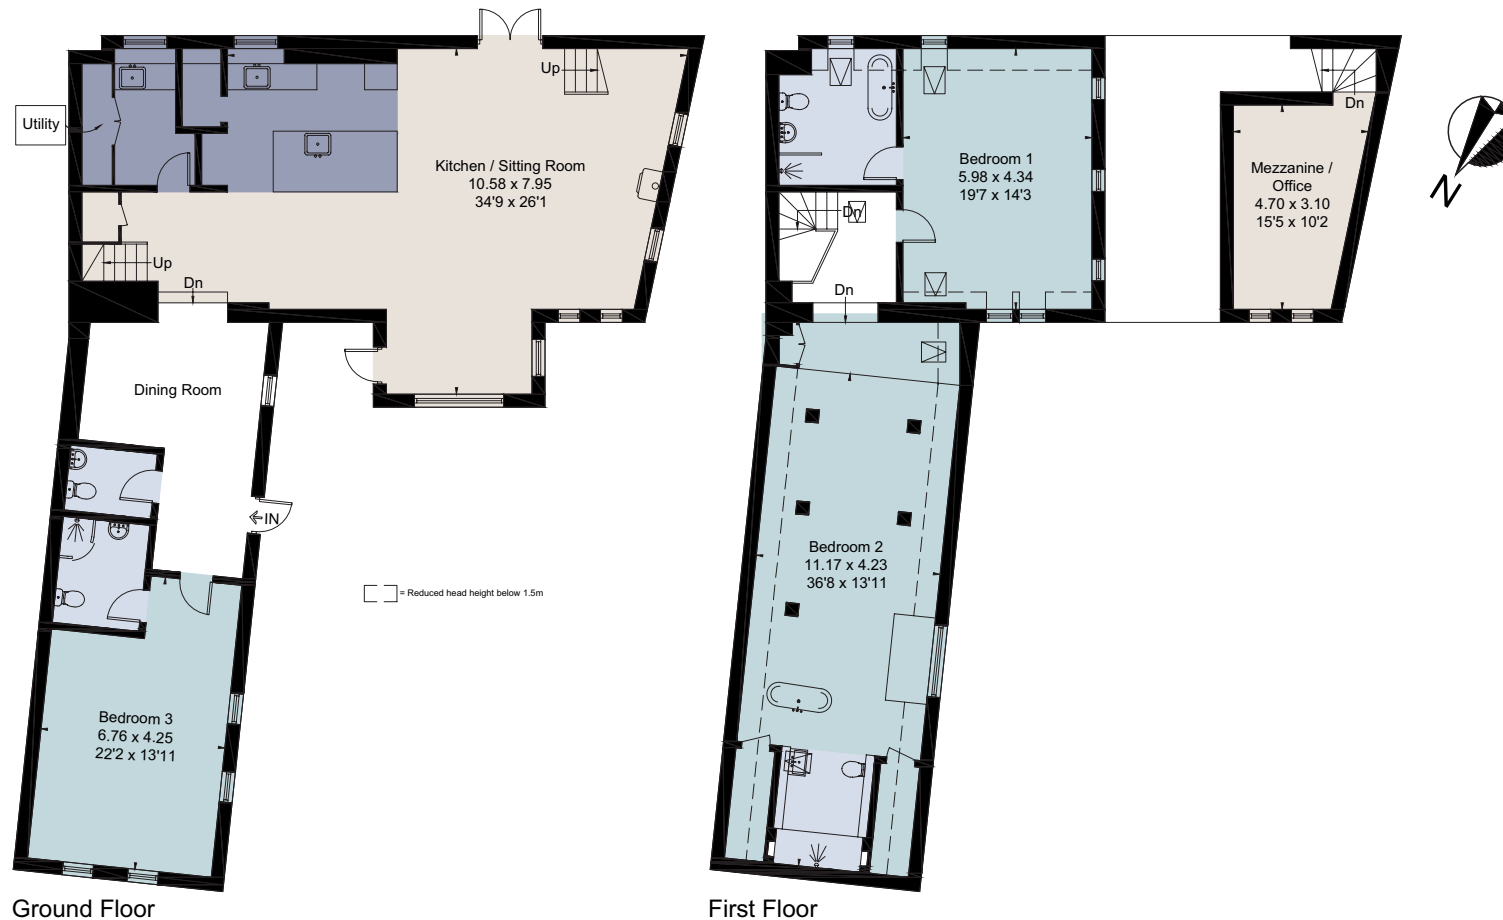 Utility
Up
Kitchen / Sitting Room
10.58 x 7.95
34'9 x 26'1
Up
Dn
Dining Room
IN
= Reduced head height below 1.5m
Bedroom 3
6.76 x 4.25
22'2 x 13'11
Ground Floor
Bedroom 1
5.98 x 4.34
19'7 x 14'3
Dn
Dn
Dn
Mezzanine /
Office
4.70 x 3.10
15'5 x 10'2
N
Bedroom 2
11.17 x 4.23
36'8 x 13'11
First Floor